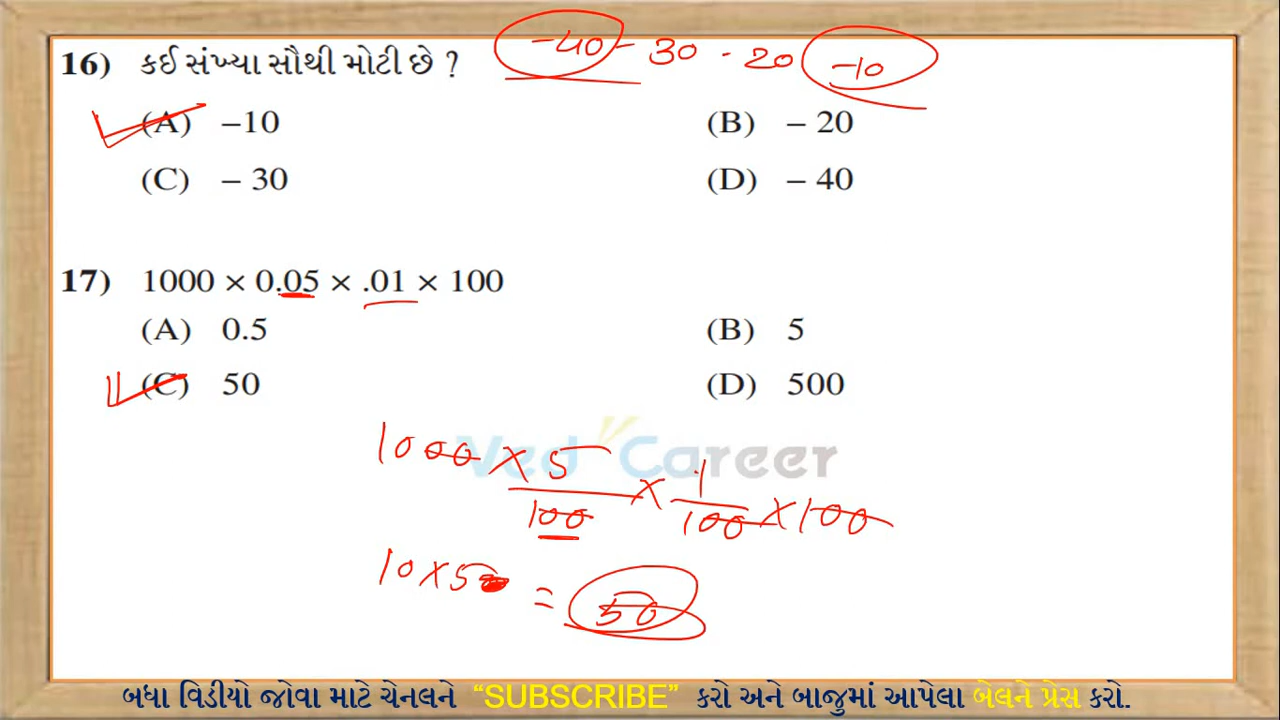 -40 - 30 - 20 -10
16) કઈ સંખ્યા સૌથી મોટી છે ?
(A) –10 (B) – 20
(C) – 30 (D) – 40
17) 1000 × 0.05 × .01 × 100
(A) 0.5 (B) 5
(C) 50 (D) 500
Ved Career
1000 × 5/100 × 1/100 × 100
10 × 5 = 50
બધા વિડીયો જોવા માટે ચેનલને “SUBSCRIBE” કરો અને બાજુમાં આપેલા બેલને પ્રેસ કરો.